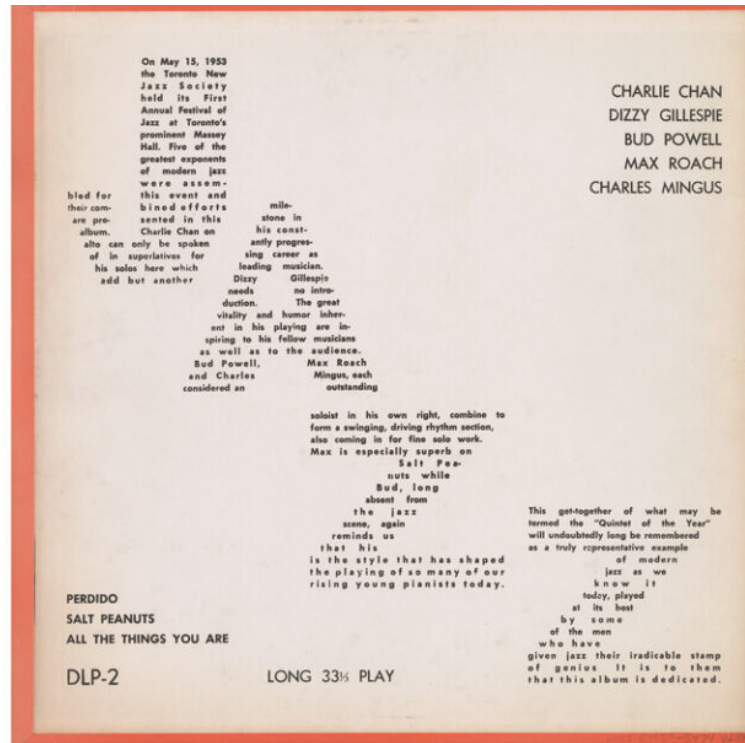 On May 15, 1953
the Toronto New
Jazz Society
held its First
Annual Festival of
Jazz at Toronto's
prominent Massey
Hall. Five of the
greatest exponents
of modern jazz
were assem-
bled for this event and
their com- bined efforts
are pre- sented in this
album. Charlie Chan on
alto can only be spoken
of in superlatives for
his solos here which
add but another
mile-
stone in
his const-
antly progres-
sing career as
leading musician.
Dizzy Gillespie
needs no intro-
duction. The great
vitality and humor inher-
ent in his playing are in-
spiring to his fellow musicians
as well as to the audience.
Bud Powell, Max Roach
and Charles Mingus, each
considered an outstanding
soloist in his own right, combine to
form a swinging, driving rhythm section,
also coming in for fine solo work.
Max is especially superb on
Salt Pea-
nuts while
Bud, long
absent from
the jazz
scene, again
reminds us
that his
is the style that has shaped
the playing of so many of our
rising young pianists today.
This get-together of what may be
termed the "Quintet of the Year"
will undoubtedly long be remembered
as a truly representative example
of modern
jazz as we
know it
today, played
at its best
by some
of the men
who have
given jazz their iradicable stamp
of genius It is to them
that this album is dedicated.
CHARLIE CHAN
DIZZY GILLESPIE
BUD POWELL
MAX ROACH
CHARLES MINGUS
PERDIDO
SALT PEANUTS
ALL THE THINGS YOU ARE
DLP-2
LONG 33⅓ PLAY